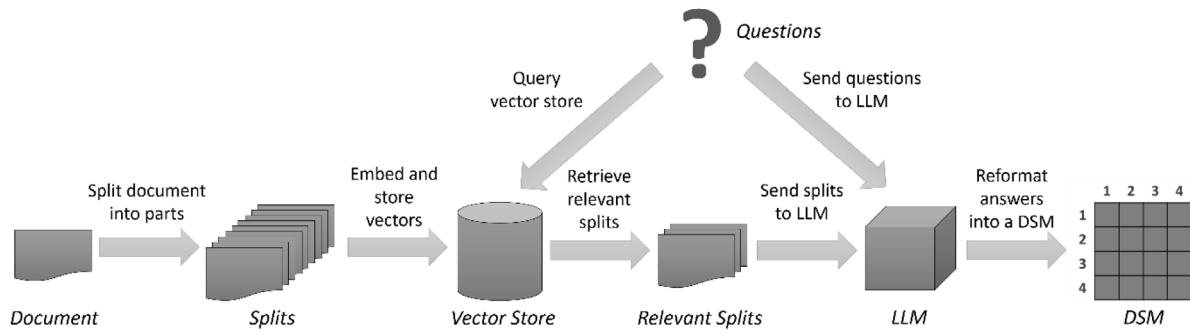 ?
Questions
Query
vector store
Send questions
to LLM
Split document
into parts
Embed and
store
vectors
Retrieve
relevant
splits
Send splits
to LLM
Reformat
answers
into a DSM
1 2 3 4
1
2
3
4
Document
Splits
Vector Store
Relevant Splits
LLM
DSM